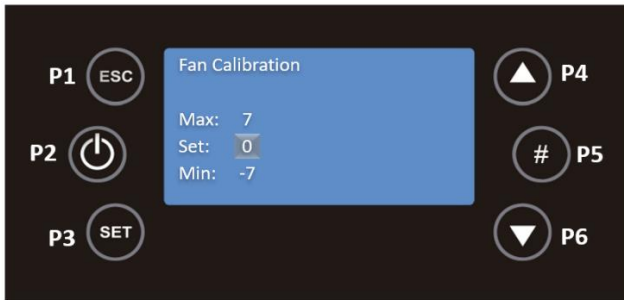 Fan Calibration
Max: 7
Set: 0
Min: -7
P1 ESC
P2
P3 SET
P4
# P5
P6